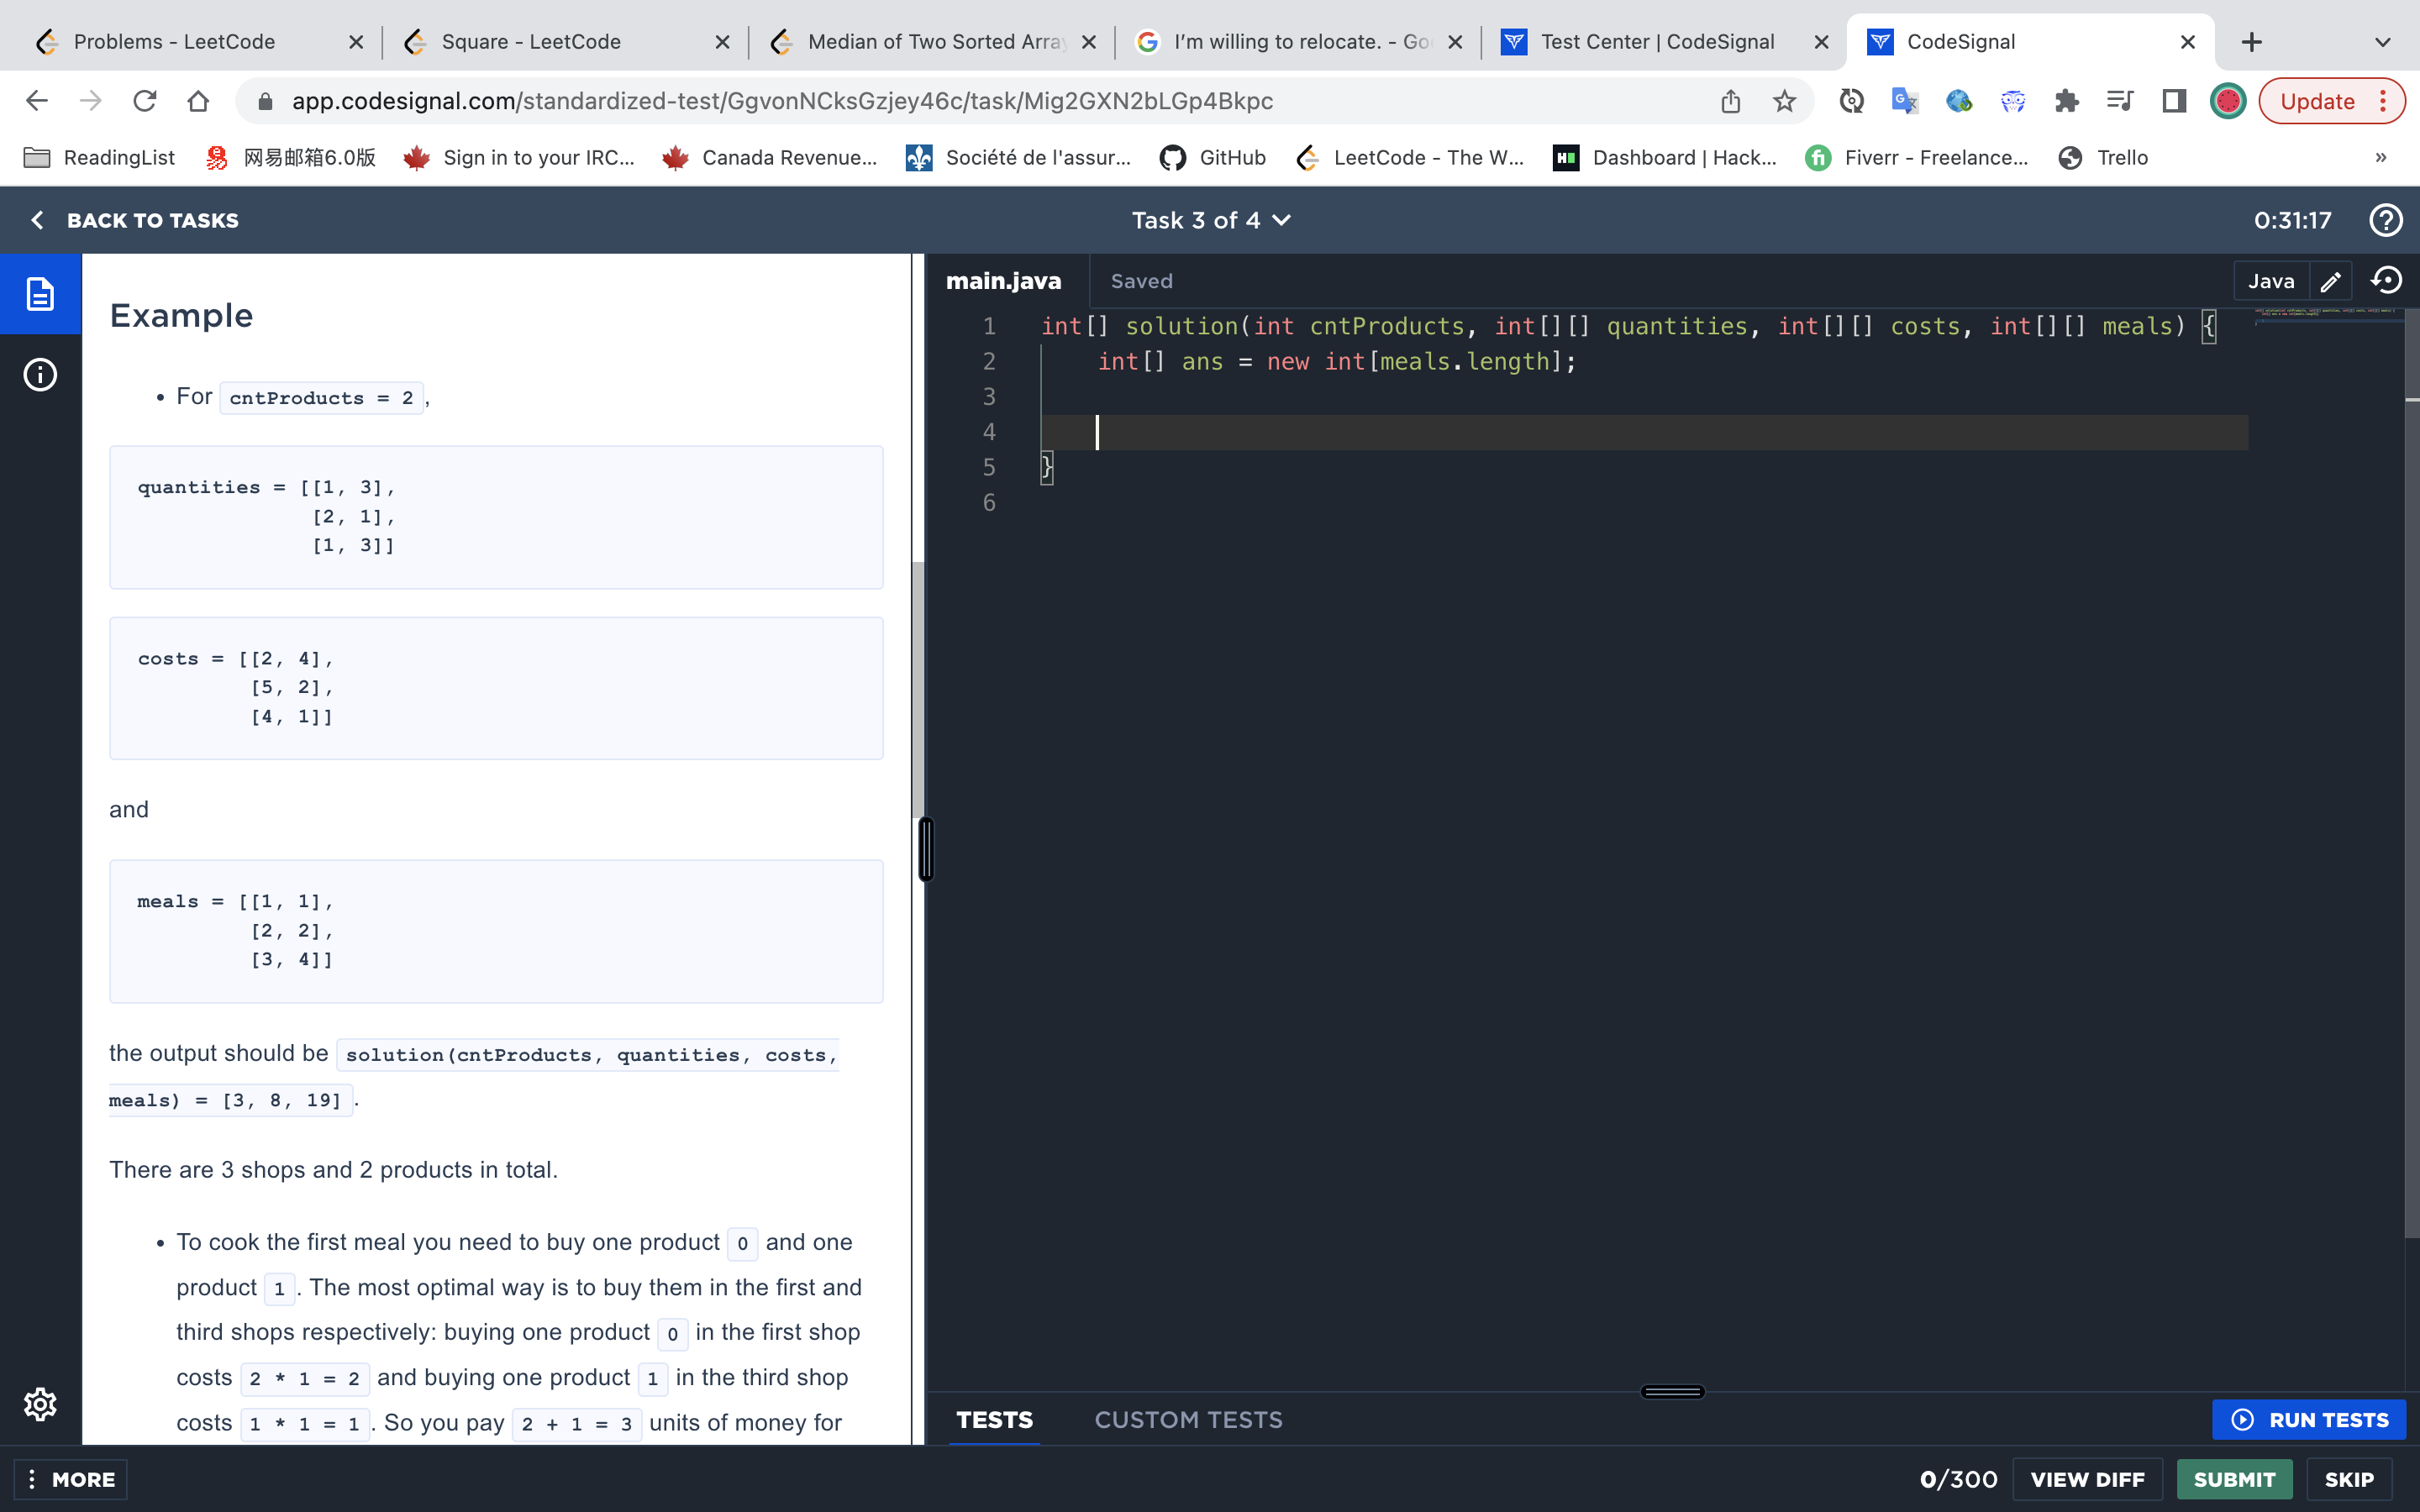 Problems - LeetCode
Square - LeetCode
Median of Two Sorted Array
I'm willing to relocate. - Goo
Test Center | CodeSignal
CodeSignal
app.codesignal.com/standardized-test/GgvonNCksGzjey46c/task/Mig2GXN2bLGp4Bkpc
Update
ReadingList
网易邮箱6.0版
Sign in to your IRC...
Canada Revenue...
Société de l'assur...
GitHub
LeetCode - The W...
Dashboard | Hack...
Fiverr - Freelance...
Trello
»
BACK TO TASKS
Task 3 of 4
0:31:17
Example
• For cntProducts = 2,
quantities = [[1, 3],
[2, 1],
[1, 3]]
costs = [[2, 4],
[5, 2],
[4, 1]]
and
meals = [[1, 1],
[2, 2],
[3, 4]]
the output should be solution(cntProducts, quantities, costs,
meals) = [3, 8, 19].
There are 3 shops and 2 products in total.
• To cook the first meal you need to buy one product 0 and one
product 1. The most optimal way is to buy them in the first and
third shops respectively: buying one product 0 in the first shop
costs 2 * 1 = 2 and buying one product 1 in the third shop
costs 1 * 1 = 1. So you pay 2 + 1 = 3 units of money for
main.java
Saved
Java
1 int[] solution(int cntProducts, int[][] quantities, int[][] costs, int[][] meals) {
2 int[] ans = new int[meals.length];
3
4
5 }
6
TESTS
CUSTOM TESTS
RUN TESTS
MORE
0/300
VIEW DIFF
SUBMIT
SKIP